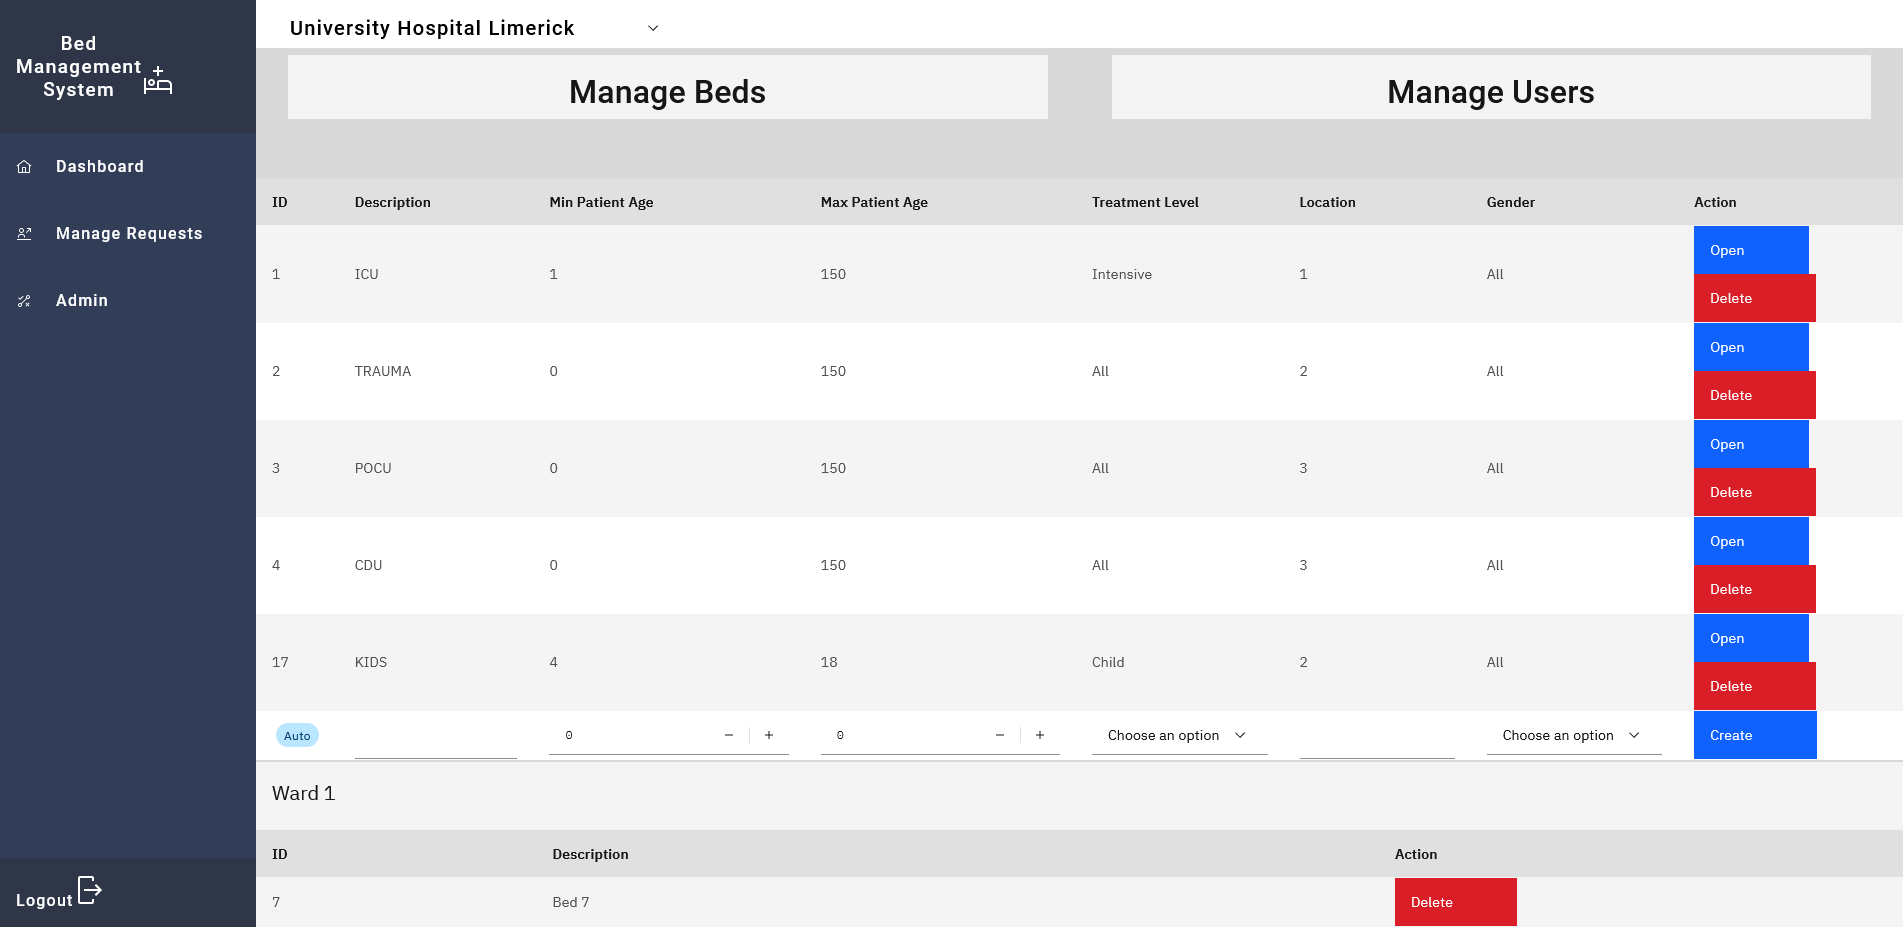 Bed
Management
System
Dashboard
Manage Requests
Admin
Logout
University Hospital Limerick
Manage Beds Manage Users
ID Description Min Patient Age Max Patient Age Treatment Level Location Gender Action
1 ICU 1 150 Intensive 1 All Open
Delete
2 TRAUMA 0 150 All 2 All Open
Delete
3 POCU 0 150 All 3 All Open
Delete
4 CDU 0 150 All 3 All Open
Delete
17 KIDS 4 18 Child 2 All Open
Delete
Auto 0 0 Choose an option Choose an option Create
Ward 1
ID Description Action
7 Bed 7 Delete